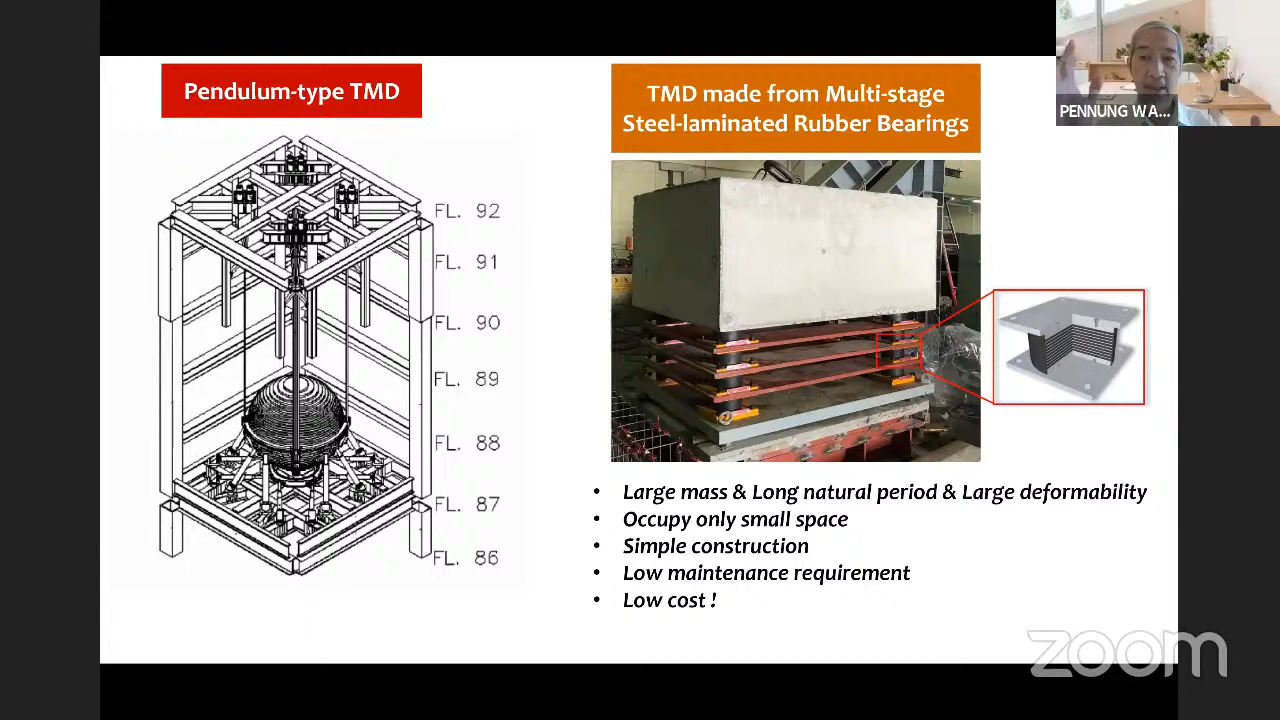 Pendulum-type TMD
FL. 92
FL. 91
FL. 90
FL. 89
FL. 88
FL. 87
FL. 86
TMD made from Multi-stage
Steel-laminated Rubber Bearings
• Large mass & Long natural period & Large deformability
• Occupy only small space
• Simple construction
• Low maintenance requirement
• Low cost !
PENNUNG WA...
zoom